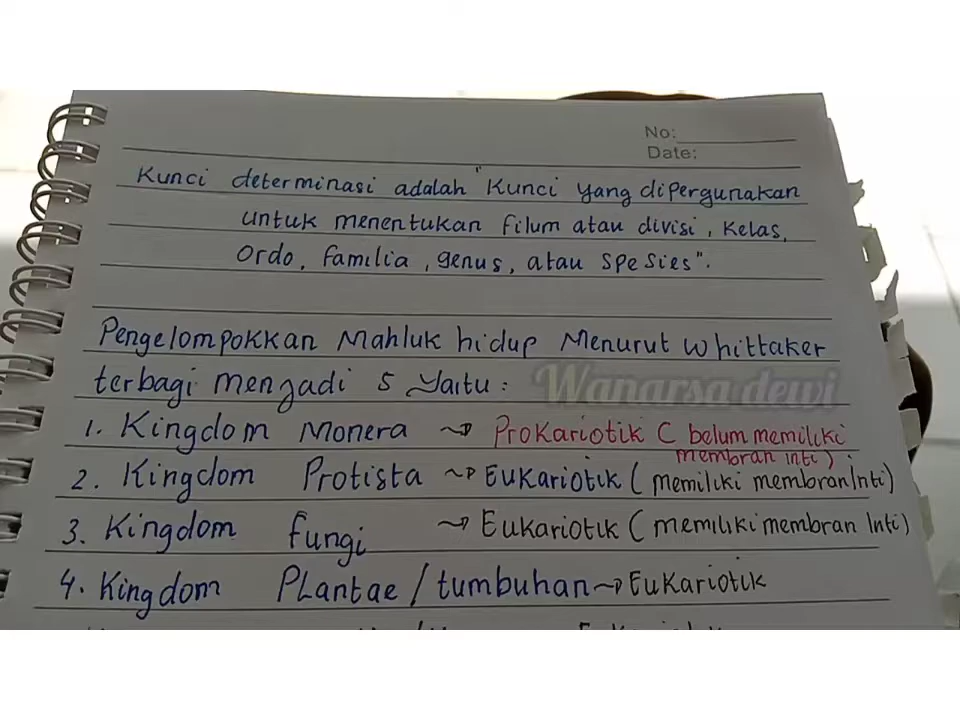 No:
Date:
Kunci determinasi adalah "Kunci yang dipergunakan
untuk menentukan filum atau divisi, kelas,
Ordo, familia, genus, atau spesies".
Pengelompokkan Mahluk hidup Menurut Whittaker
terbagi menjadi 5 yaitu :
Wanarsa dewi
1. Kingdom Monera ~> Prokariotik ( belum memiliki
membran inti) .
2. Kingdom Protista ~> Eukariotik ( memiliki membran Inti)
3. Kingdom fungi ~> Eukariotik ( memiliki membran Inti)
4. Kingdom Plantae / tumbuhan ~> Eukariotik